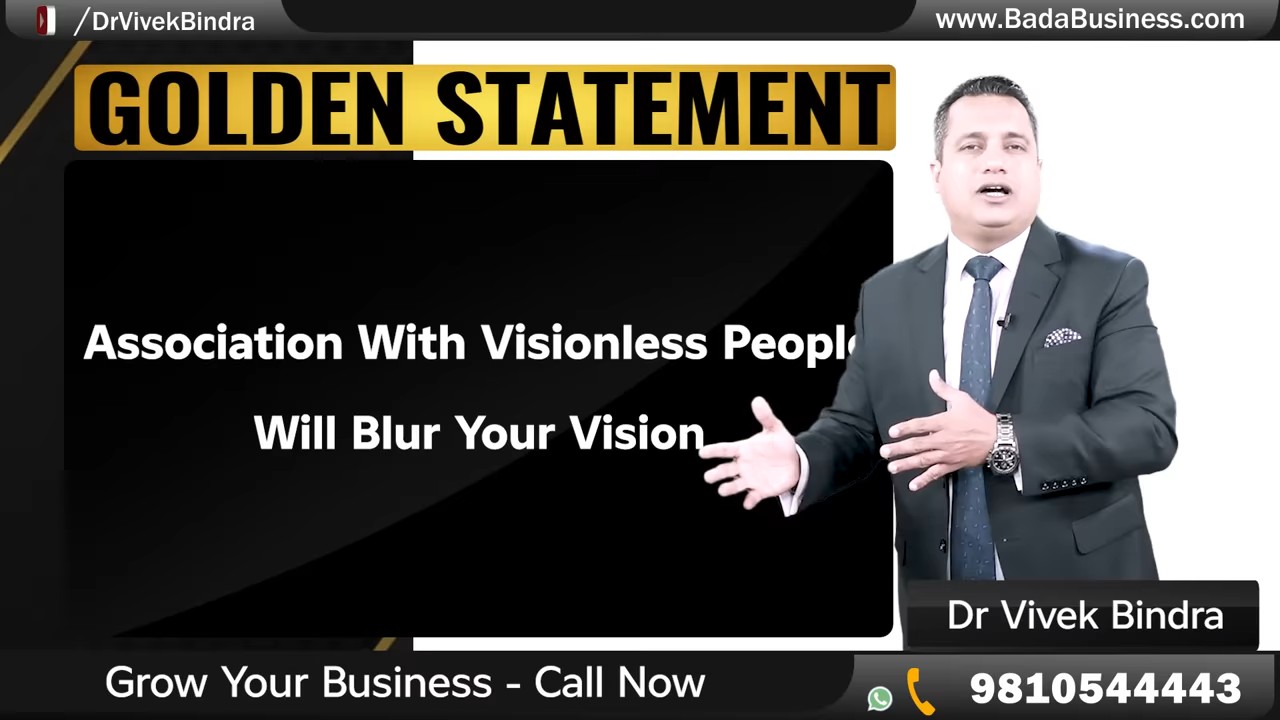 /DrVivekBindra
www.BadaBusiness.com
GOLDEN STATEMENT
Association With Visionless People
Will Blur Your Vision
Dr Vivek Bindra
Grow Your Business - Call Now
9810544443